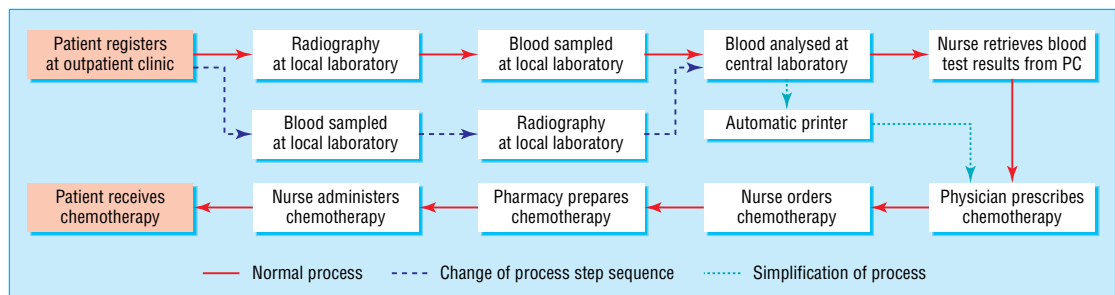 Patient registers
at outpatient clinic
Radiography
at local laboratory
Blood sampled
at local laboratory
Blood analysed at
central laboratory
Nurse retrieves blood
test results from PC
Blood sampled
at local laboratory
Radiography
at local laboratory
Automatic printer
Patient receives
chemotherapy
Nurse administers
chemotherapy
Pharmacy prepares
chemotherapy
Nurse orders
chemotherapy
Physician prescribes
chemotherapy
Normal process
Change of process step sequence
Simplification of process